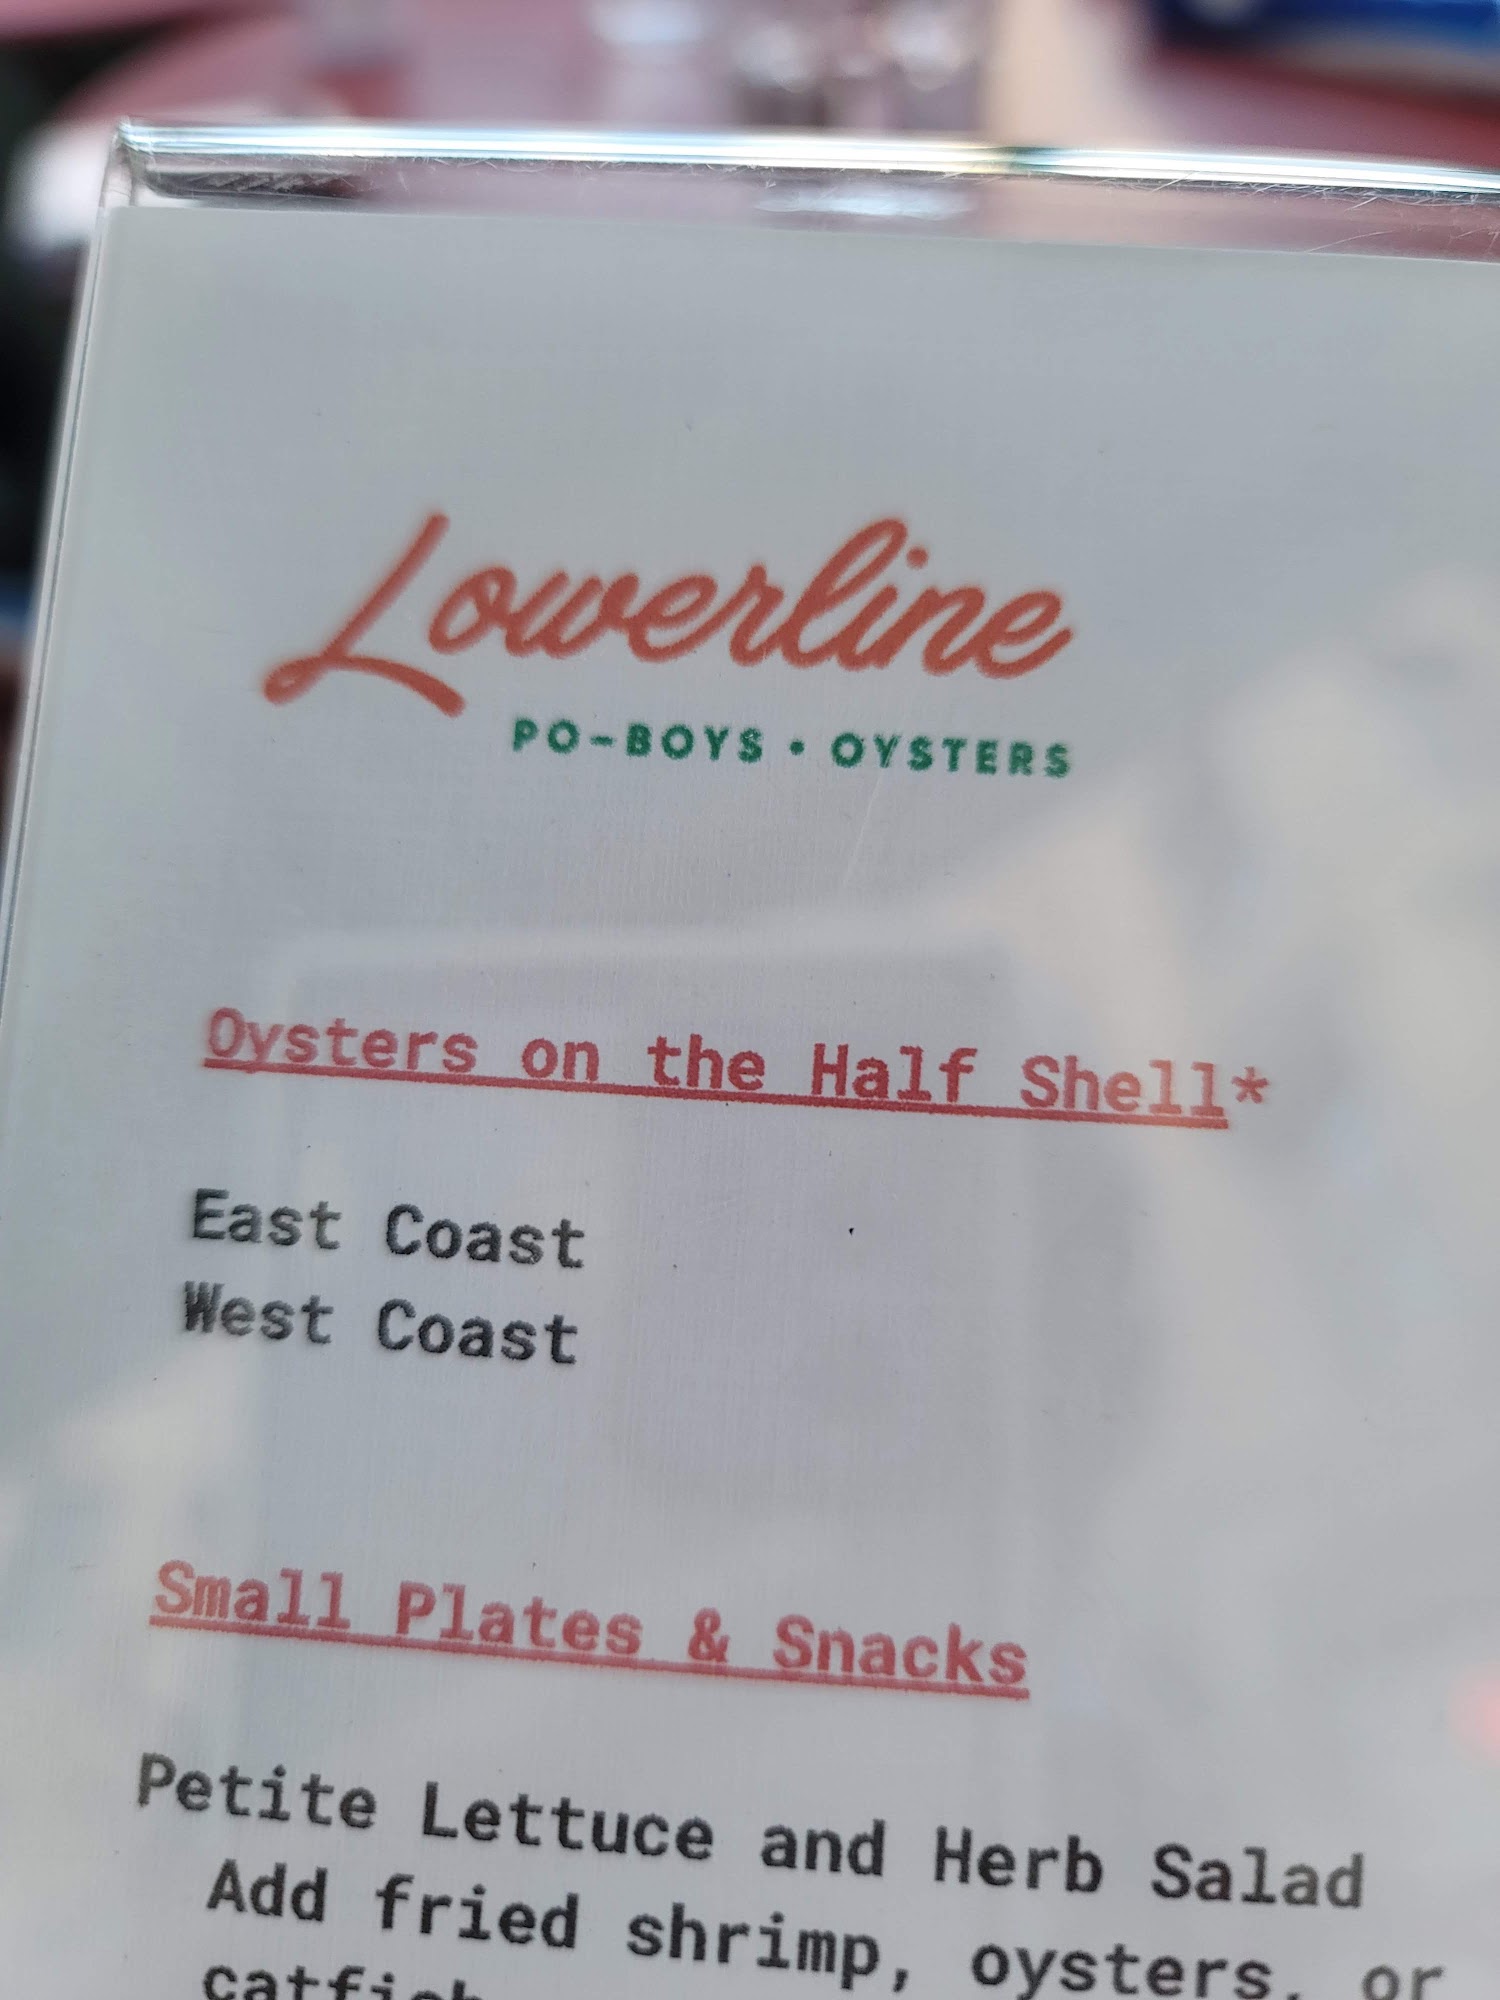 Lowerline
PO-BOYS • OYSTERS
Oysters on the Half Shell*
East Coast
West Coast
Small Plates & Snacks
Petite Lettuce and Herb Salad
Add fried shrimp, oysters, or
catfish